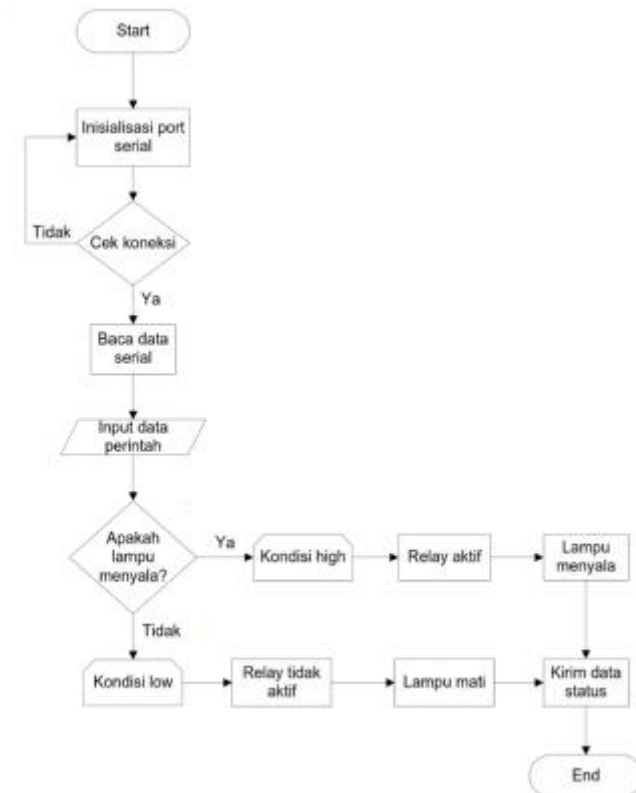 Start
Inisialisasi port
serial
Tidak
Cek koneksi
Ya
Baca data
serial
Input data
perintah
Apakah
lampu
menyala?
Ya
Kondisi high
Relay aktif
Lampu
menyala
Tidak
Kondisi low
Relay tidak
aktif
Lampu mati
Kirim data
status
End